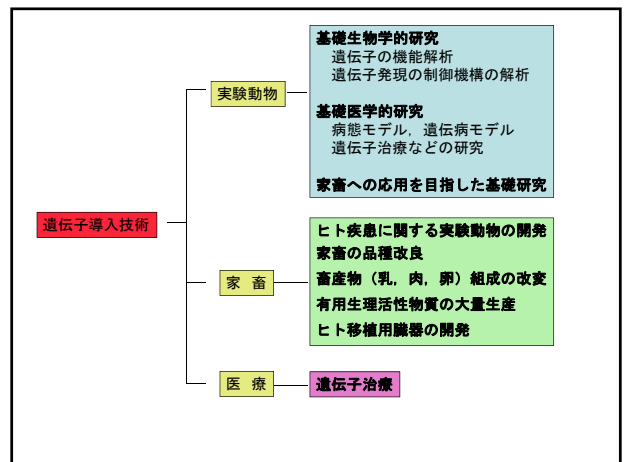 基礎生物学的研究
遺伝子の機能解析
遺伝子発現の制御機構の解析
実験動物
基礎医学的研究
病態モデル，遺伝病モデル
遺伝子治療などの研究
家畜への応用を目指した基礎研究
遺伝子導入技術
ヒト疾患に関する実験動物の開発
家畜の品種改良
家 畜
畜産物（乳，肉，卵）組成の改変
有用生理活性物質の大量生産
ヒト移植用臓器の開発
医 療
遺伝子治療